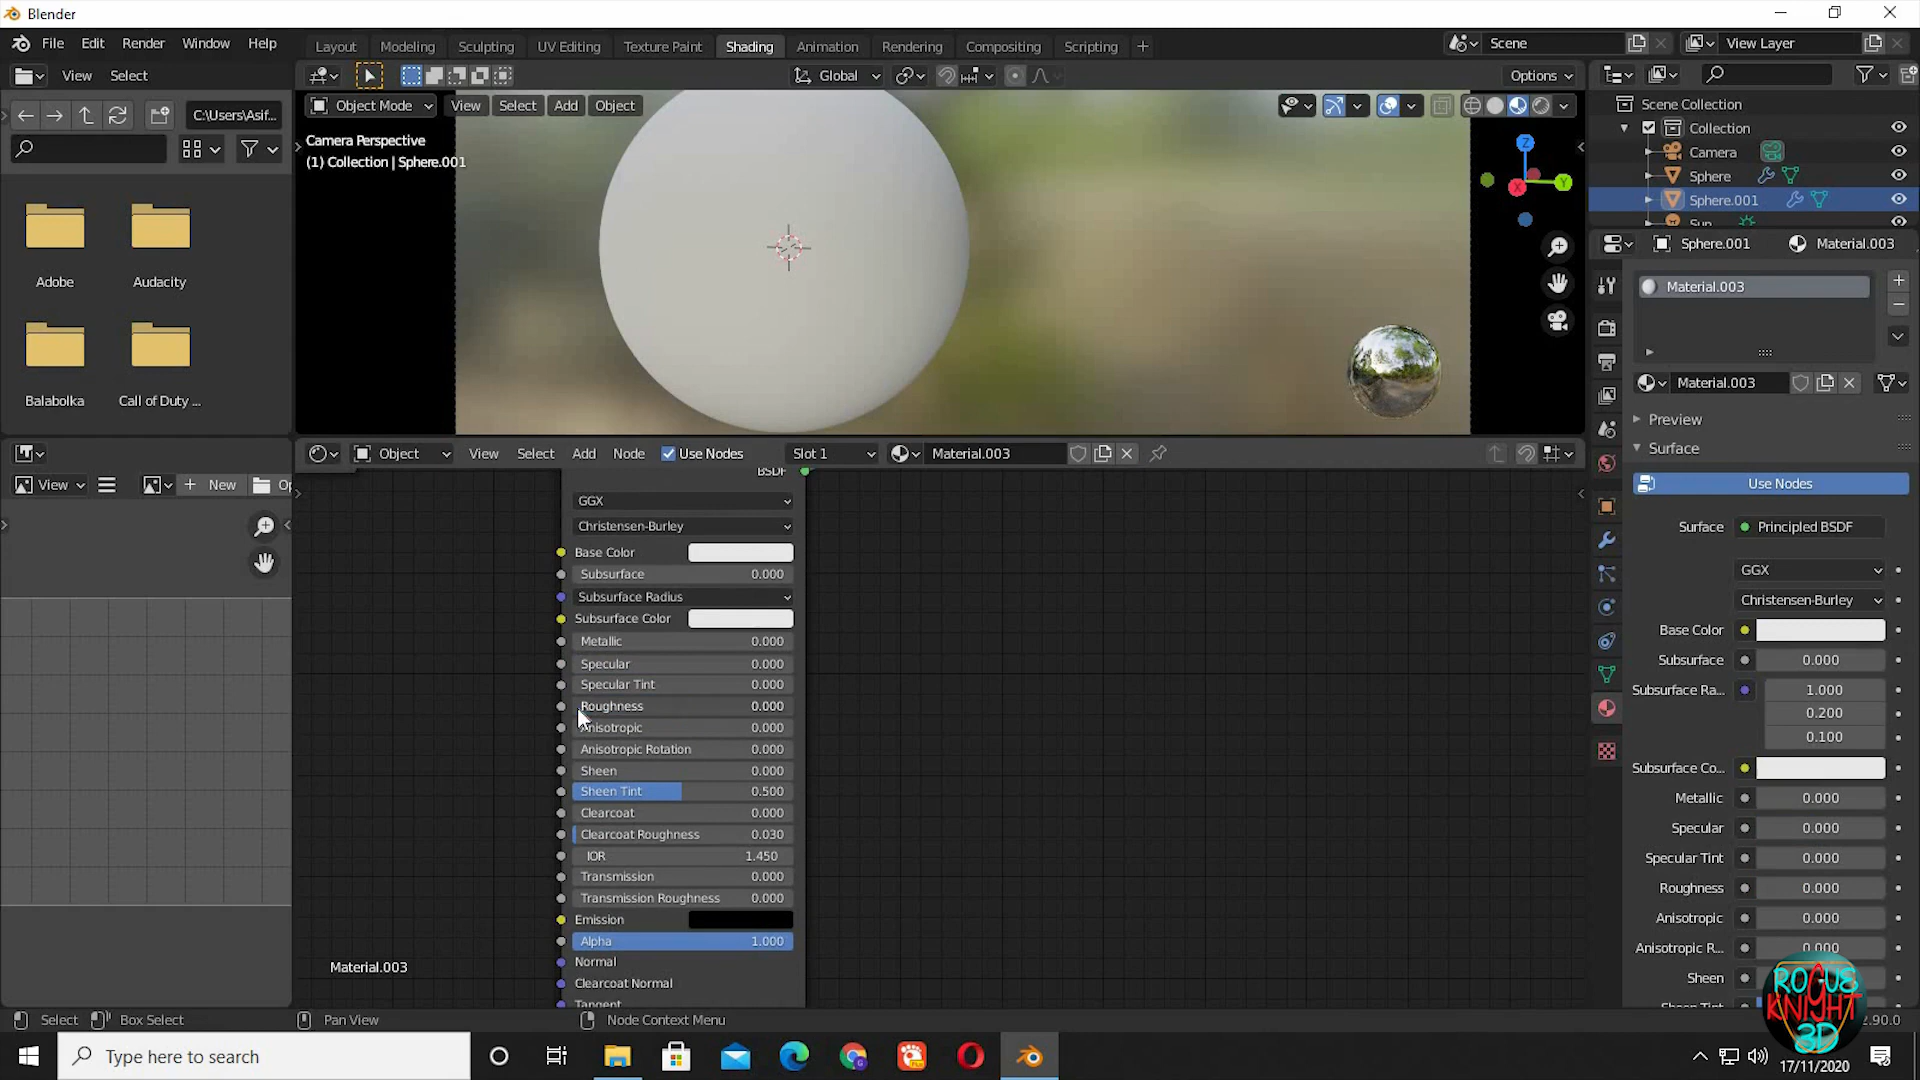 Blender
File Edit Render Window Help
Layout Modeling Sculpting UV Editing Texture Paint Shading Animation Rendering Compositing Scripting +
Scene
View Layer
View Select
Global
Options
C:\Users\Asif...
Object Mode View Select Add Object
Camera Perspective
(1) Collection | Sphere.001
X
Y
Z
Scene Collection
Collection
Camera
Sphere
Sphere.001
Sun
Adobe
Audacity
Balabolka
Call of Duty ...
Sphere.001 Material.003
Material.003
Material.003
Preview
Surface
Use Nodes
Surface Principled BSDF
GGX
Christensen-Burley
Base Color
Subsurface 0.000
Subsurface Ra... 1.000
0.200
0.100
Subsurface Co...
Metallic 0.000
Specular 0.000
Specular Tint 0.000
Roughness 0.000
Anisotropic 0.000
Anisotropic R... 0.000
Sheen
Sheen Tint
Object View Select Add Node Use Nodes Slot 1 Material.003
View + New Op
BSDF
GGX
Christensen-Burley
Base Color
Subsurface 0.000
Subsurface Radius
Subsurface Color
Metallic 0.000
Specular 0.000
Specular Tint 0.000
Roughness 0.000
Anisotropic 0.000
Anisotropic Rotation 0.000
Sheen 0.000
Sheen Tint 0.500
Clearcoat 0.000
Clearcoat Roughness 0.030
IOR 1.450
Transmission 0.000
Transmission Roughness 0.000
Emission
Alpha 1.000
Normal
Clearcoat Normal
Tangent
Material.003
ROGUE
KNIGHT
3D
Select Box Select Pan View Node Context Menu
2.90.0
Type here to search
17/11/2020